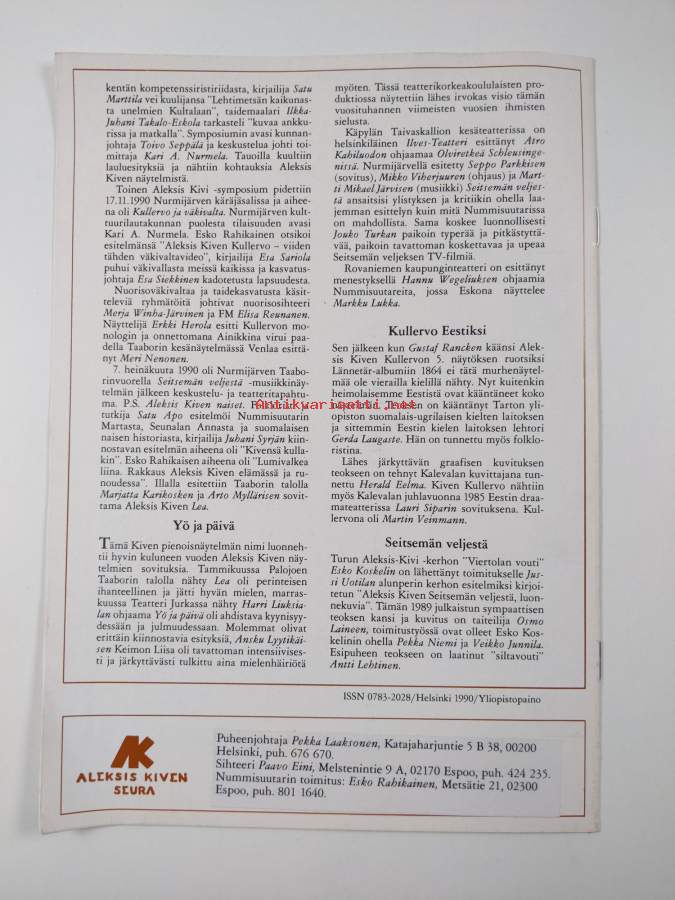 kentän kompetenssiristiriidasta, kirjailija Satu
Marttila vei kuulijansa "Lehtimetsän kaikunas-
ta unelmien Kultalaan", taidemaalari Ilkka-
Juhani Takalo-Eskola tarkasteli "kuvaa ankku-
rissa ja matkalla". Symposiumin avasi kunnan-
johtaja Toivo Seppälä ja keskustelua johti toi-
mittaja Kari A. Nurmela. Tauoilla kuultiin
lauluesityksiä ja nähtiin kohtauksia Aleksis
Kiven näytelmistä.
Toinen Aleksis Kivi -symposium pidettiin
17.11.1990 Nurmijärven käräjäsalissa ja aihee-
na oli Kullervo ja väkivalta. Nurmijärven kult-
tuurilautakunnan puolesta tilaisuuden avasi
Kari A. Nurmela. Esko Rahikainen otsikoi
esitelmänsä "Aleksis Kiven Kullervo – viiden
tähden väkivaltavideo", kirjailija Esa Sariola
puhui väkivallasta meissä kaikissa ja kasvatus-
johtaja Esa Siekkinen kadotetusta lapsuudesta.
Nuorisoväkivaltaa ja taidekasvatusta käsit-
televiä ryhmätöitä johtivat nuorisosihteeri
Merja Winha-Järvinen ja FM Elisa Reunanen.
Näyttelijä Erkki Herola esitti Kullervon mo-
nologin ja onnettomana Ainikkina virui paa-
della Taaborin kesänäytelmässä Venlaa esittä-
nyt Meri Nenonen.
7. heinäkuuta 1990 oli Nurmijärven Taabo-
rinvuorella Seitsemän veljestä -musiikkinäy-
telmän jälkeen keskustelu- ja teatteritapahtu-
ma. P.S. Aleksis Kiven naiset.
tutkija Satu Apo esitelmöi Nummisuutarin
Martasta, Seunalan Annasta ja suomalaisen
naisen historiasta, kirjailija Juhani Syrjän kiin-
nostavan esitelmän aiheena oli "Kivensä kulla-
kin". Esko Rahikaisen aiheena oli "Lumivalkea
liina. Rakkaus Aleksis Kiven elämässä ja ru-
noudessa". Illalla esitettiin Taaborin talolla
Marjatta Karikosken ja Arto Myllärisen sovit-
tama Aleksis Kiven Lea.
Yö ja päivä
Tämä Kiven pienoisnäytelmän nimi luonneh-
tii hyvin kuluneen vuoden Aleksis Kiven näy-
telmien sovituksia. Tammikuussa Palojoen
Taaborin talolla nähty Lea oli perinteisen
ihanteellinen ja jätti hyvän mielen, marras-
kuussa Teatteri Jurkassa nähty Harri Liuksia-
lan ohjaama Yö ja päivä oli ahdistava kyynisyy-
dessään ja julmuudessaan. Molemmat olivat
erittäin kiinnostavia esityksiä, Ansku Lyytikäi-
sen Keimon Liisa oli tavattoman intensiivises-
ti ja järkyttävästi tulkittu aina mielenhäiriötä
myöten. Tässä teatterikorkeakoululaisten pro-
duktiossa näytettiin lähes irvokas visio tämän
vuosituhannen viimeisten vuosien ihmisten
sielusta.
Käpylän Taivaskallion kesäteatterissa on
helsinkiläinen Ilves-Teatteri esittänyt Atro
Kahiluodon ohjaamaa Olviretkeä Schleusinge-
nissä. Nurmijärvellä esitetty Seppo Parkkisen
(sovitus), Mikko Viherjuuren (ohjaus) ja Mart-
ti Mikael Järvisen (musiikki) Seitsemän veljes-
tä ansaitsisi ylistyksen ja kritiikin ohella laa-
jemman esittelyn kuin mitä Nummisuutarissa
on mahdollista. Sama koskee luonnollisesti
Jouko Turkan paikoin typerää ja pitkästyttä-
vää, paikoin tavattoman koskettavaa ja upeaa
Seitsemän veljeksen TV-filmiä.
Rovaniemen kaupunginteatteri on esittänyt
menestyksellä Hannu Wegeliuksen ohjaamia
Nummisuutareita, jossa Eskona näyttelee
Markku Lukka.
Kullervo Eestiksi
Sen jälkeen kun Gustaf Rancken käänsi Alek-
sis Kiven Kullervon 5. näytöksen ruotsiksi
Lännetär-albumiin 1864 ei tätä murhenäytel-
mää ole vierailla kielillä nähty. Nyt kuitenkin
heimolaisemme Eestistä ovat kääntäneet koko
näytelmän. Teoksen on kääntänyt Tarton yli-
opiston suomalais-ugrilaisen kielten laitoksen
ja sittemmin Eestin kielen laitoksen lehtori
Gerda Laugaste. Hän on tunnettu myös folklo-
ristina.
Lähes järkyttävän graafisen kuvituksen
teokseen on tehnyt Kalevalan kuvittajana tun-
nettu Herald Eelma. Kiven Kullervo nähtiin
myös Kalevalan juhlavuonna 1985 Eestin draa-
mateatterissa Lauri Siparin sovituksena. Kul-
lervona oli Martin Veinmann.
Seitsemän veljestä
Turun Aleksis-Kivi -kerhon "Viertolan vouti"
Esko Koskelin on lähettänyt toimitukselle Jus-
si Uotilan alunperin kerhon esitelmiksi kirjoi-
tetun "Aleksis Kiven Seitsemän veljestä, luon-
nekuvia". Tämän 1989 julkaistun sympaattisen
teoksen kansi ja kuvitus on taiteilija Osmo
Laineen, toimitustyössä ovat olleet Esko Kos-
kelinin ohella Pekka Niemi ja Veikko Junnila.
Esipuheen teokseen on laatinut "siltavouti"
Antti Lehtinen.
Antikvariaatti.net
ISSN 0783-2028/Helsinki 1990/Yliopistopaino
AK
ALEKSIS KIVEN
SEURA
Puheenjohtaja Pekka Laaksonen, Katajaharjuntie 5 B 38, 00200
Helsinki, puh. 676 670.
Sihteeri Paavo Eini, Melstenintie 9 A, 02170 Espoo, puh. 424 235.
Nummisuutarin toimitus: Esko Rahikainen, Metsätie 21, 02300
Espoo, puh. 801 1640.